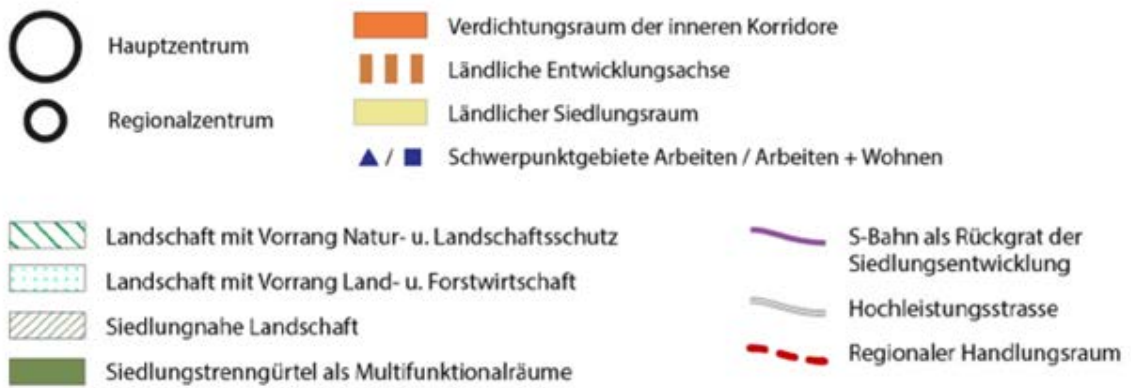 Hauptzentrum
Regionalzentrum
Verdichtungsraum der inneren Korridore
Ländliche Entwicklungsachse
Ländlicher Siedlungsraum
/ Schwerpunktgebiete Arbeiten / Arbeiten + Wohnen
Landschaft mit Vorrang Natur- u. Landschaftsschutz
Landschaft mit Vorrang Land- u. Forstwirtschaft
Siedlungnahe Landschaft
Siedlungstrenngürtel als Multifunktionalräume
S-Bahn als Rückgrat der
Siedlungsentwicklung
Hochleistungsstrasse
Regionaler Handlungsraum